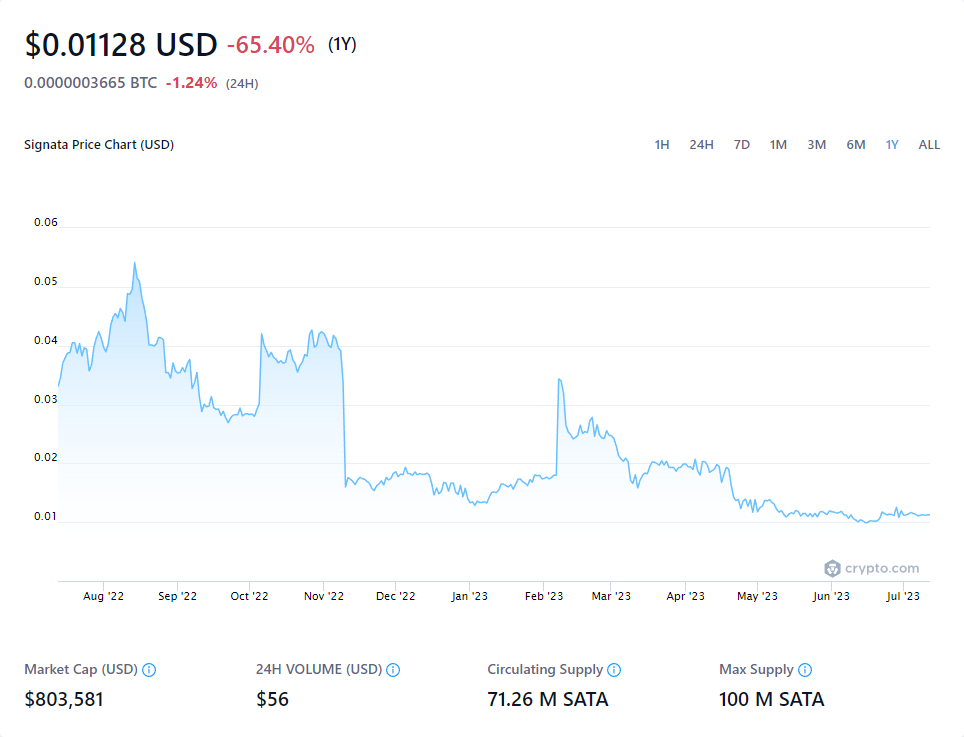 $0.01128 USD -65.40% (1Y)
0.0000003665 BTC -1.24% (24H)
Signata Price Chart (USD) 1H 24H 7D 1M 3M 6M 1Y ALL
0.06
0.05
0.04
0.03
0.02
0.01
crypto.com
Aug '22 Sep '22 Oct '22 Nov '22 Dec '22 Jan '23 Feb '23 Mar '23 Apr '23 May '23 Jun '23 Jul '23
Market Cap (USD) 24H VOLUME (USD) Circulating Supply Max Supply
$803,581 $56 71.26 M SATA 100 M SATA